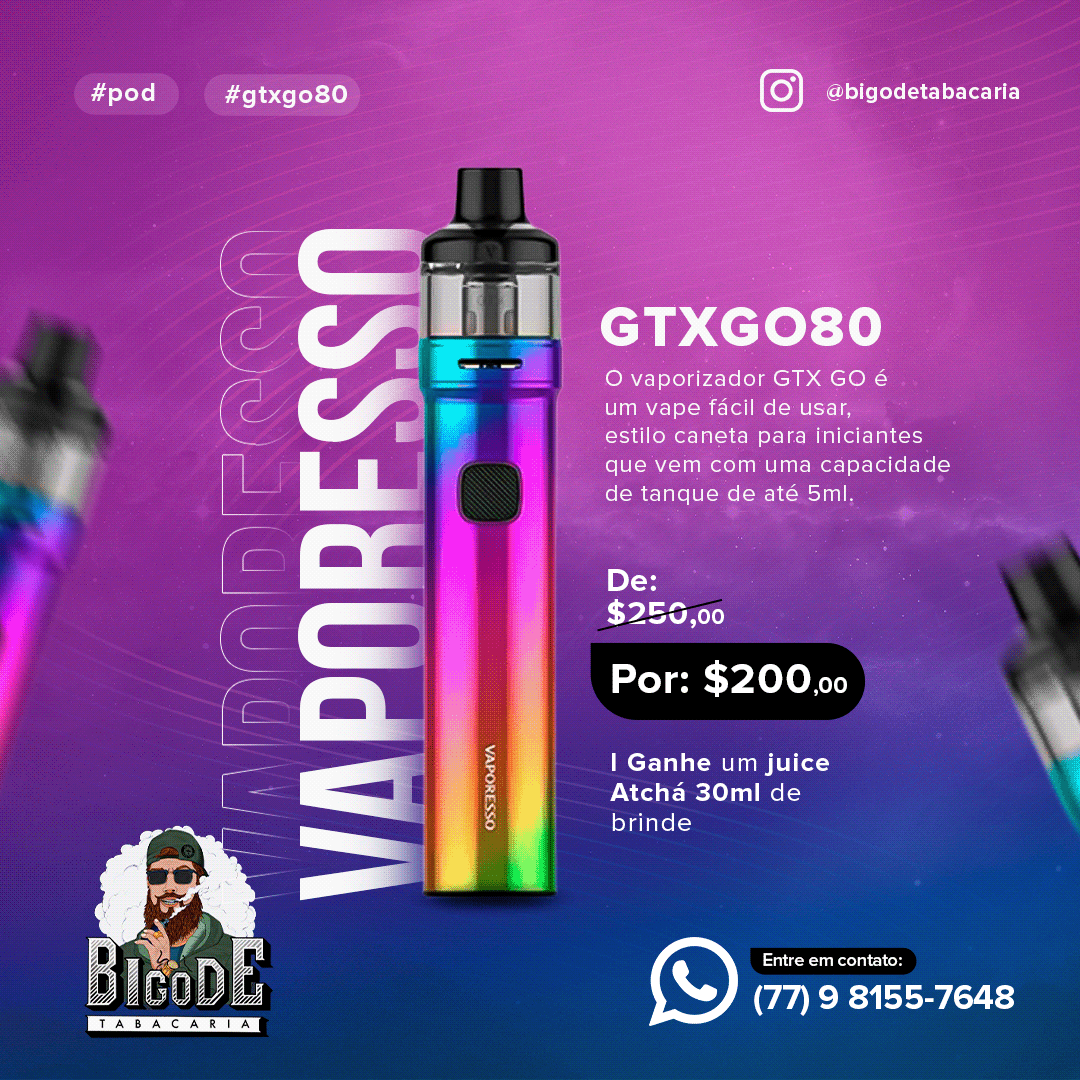 #pod
#gtxgo80
@bigodetabacaria
VAPORESSO
VAPORESSO
VAPORESSO
GTXGO80
O vaporizador GTX GO é
um vape fácil de usar,
estilo caneta para iniciantes
que vem com uma capacidade
de tanque de até 5ml.
De:
$250,00
Por: $200,00
I Ganhe um juice
Atchá 30ml de
brinde
BIGODE
TABACARIA
Entre em contato:
(77) 9 8155-7648